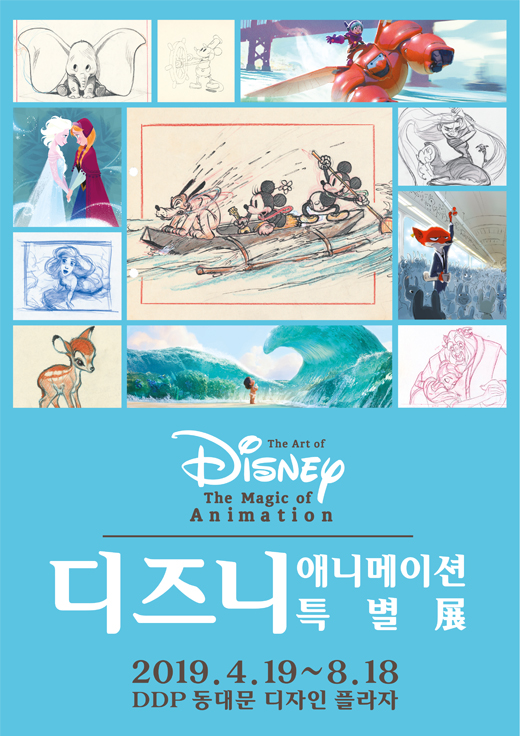 The Art of
Disney
The Magic of
Animation
디즈니 애니메이션
특별展
2019.4.19~8.18
DDP 동대문 디자인 플라자